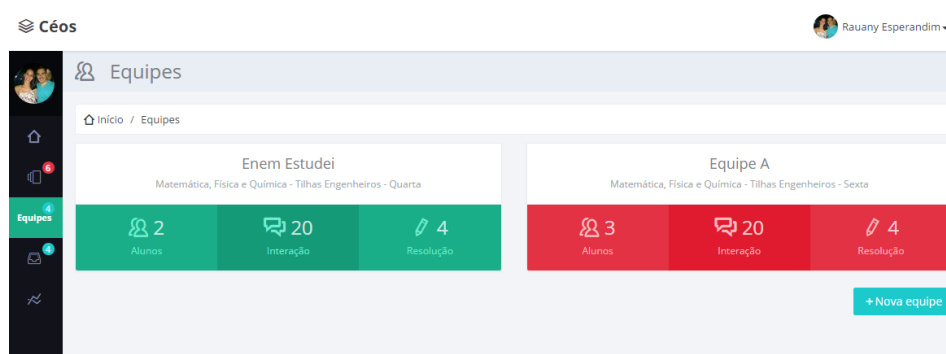 Céos
Rauany Esperandim
Equipes
Início / Equipes
6
4
Equipes
4
Enem Estudei
Matemática, Física e Química - Tilhas Engenheiros - Quarta
2
Alunos
20
Interação
4
Resolução
Equipe A
Matemática, Física e Química - Tilhas Engenheiros - Sexta
3
Alunos
20
Interação
4
Resolução
+ Nova equipe